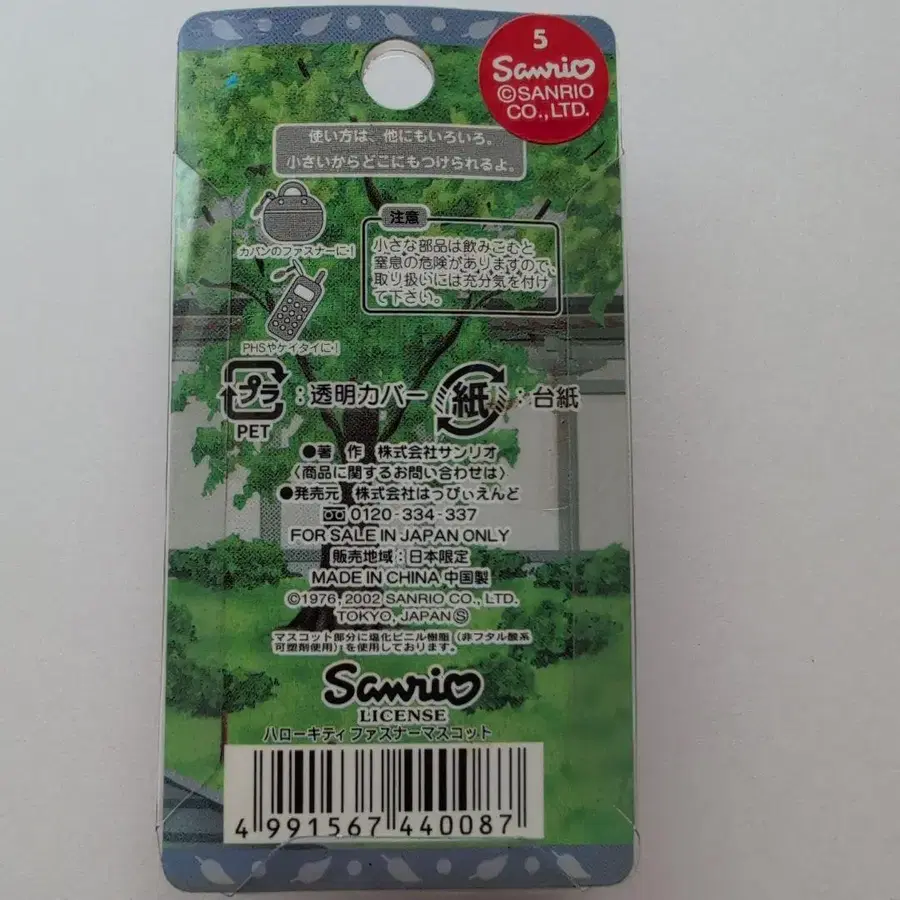 5
Sanrio
©SANRIO
CO.,LTD.
使い方は、他にもいろいろ。
小さいからどこにもつけられるよ。
カバンのファスナーに!
PHSやケイタイに!
注意
小さな部品は飲みこむと
窒息の危険がありますので、
取り扱いには充分気を付け
て下さい。
プラ :透明カバー 紙 :台紙
PET
●著 作 株式会社サンリオ
〈商品に関するお問い合わせは〉
●発売元 株式会社はっぴぃえんど
0120-334-337
FOR SALE IN JAPAN ONLY
販売地域:日本限定
MADE IN CHINA 中国製
©1976, 2002 SANRIO CO., LTD.
TOKYO, JAPAN Ⓢ
マスコット部分に塩化ビニル樹脂(非フタル酸系
可塑剤使用)を使用しております。
Sanrio
LICENSE
ハローキティ ファスナーマスコット
4 991567 440087